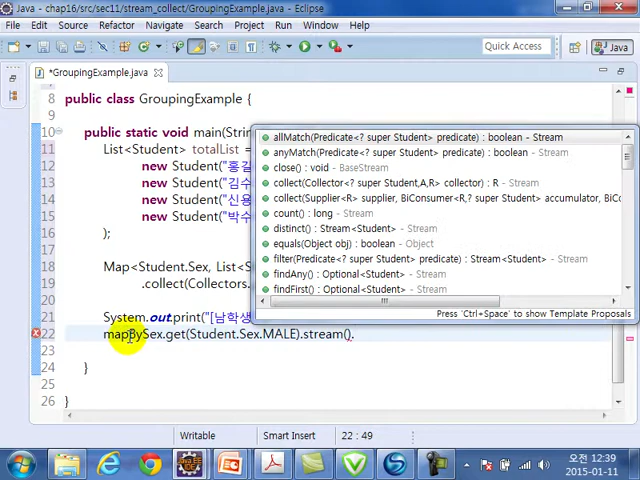 Java - chap16/src/sec11/stream_collect/GroupingExample.java - Eclipse
File Edit Source Refactor Navigate Search Project Run Window Help
Quick Access
Java
*GroupingExample.java
8 public class GroupingExample {
9
10 public static void main(Strin
11 List<Student> totalList =
12 new Student("홍길
13 new Student("김수
14 new Student("신용
15 new Student("박수
16 );
17
18 Map<Student.Sex, List<S
19 .collect(Collectors.
20
21 System.out.print("[남학생
22 mapBySex.get(Student.Sex.MALE).stream().
23
24 }
25
26 }
allMatch(Predicate<? super Student> predicate) : boolean - Stream
anyMatch(Predicate<? super Student> predicate) : boolean - Stream
close() : void - BaseStream
collect(Collector<? super Student,A,R> collector) : R - Stream
collect(Supplier<R> supplier, BiConsumer<R,? super Student> accumulator, BiCo
count() : long - Stream
distinct() : Stream<Student> - Stream
equals(Object obj) : boolean - Object
filter(Predicate<? super Student> predicate) : Stream<Student> - Stream
findAny() : Optional<Student> - Stream
findFirst() : Optional<Student> - Stream
Press 'Ctrl+Space' to show Template Proposals
Writable Smart Insert 22 : 49
오전 12:39
2015-01-11